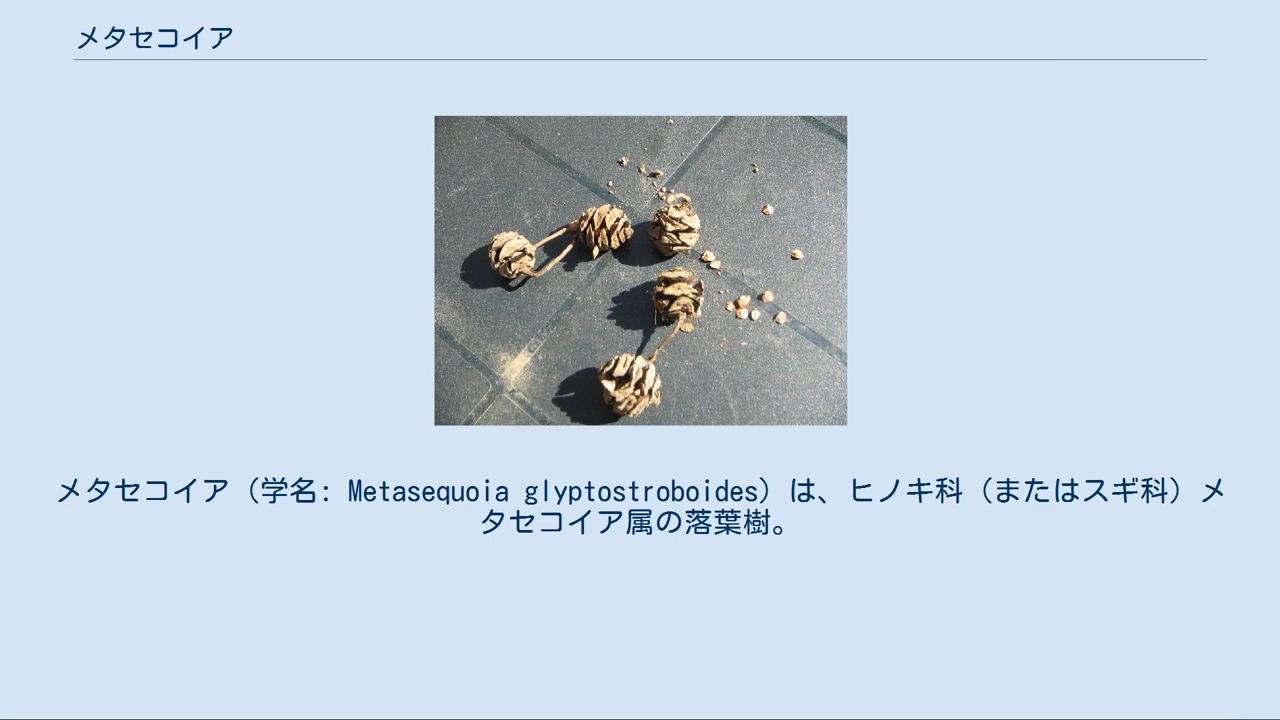 メタセコイア
メタセコイア（学名: Metasequoia glyptostroboides）は、ヒノキ科（またはスギ科）メ
タセコイア属の落葉樹。